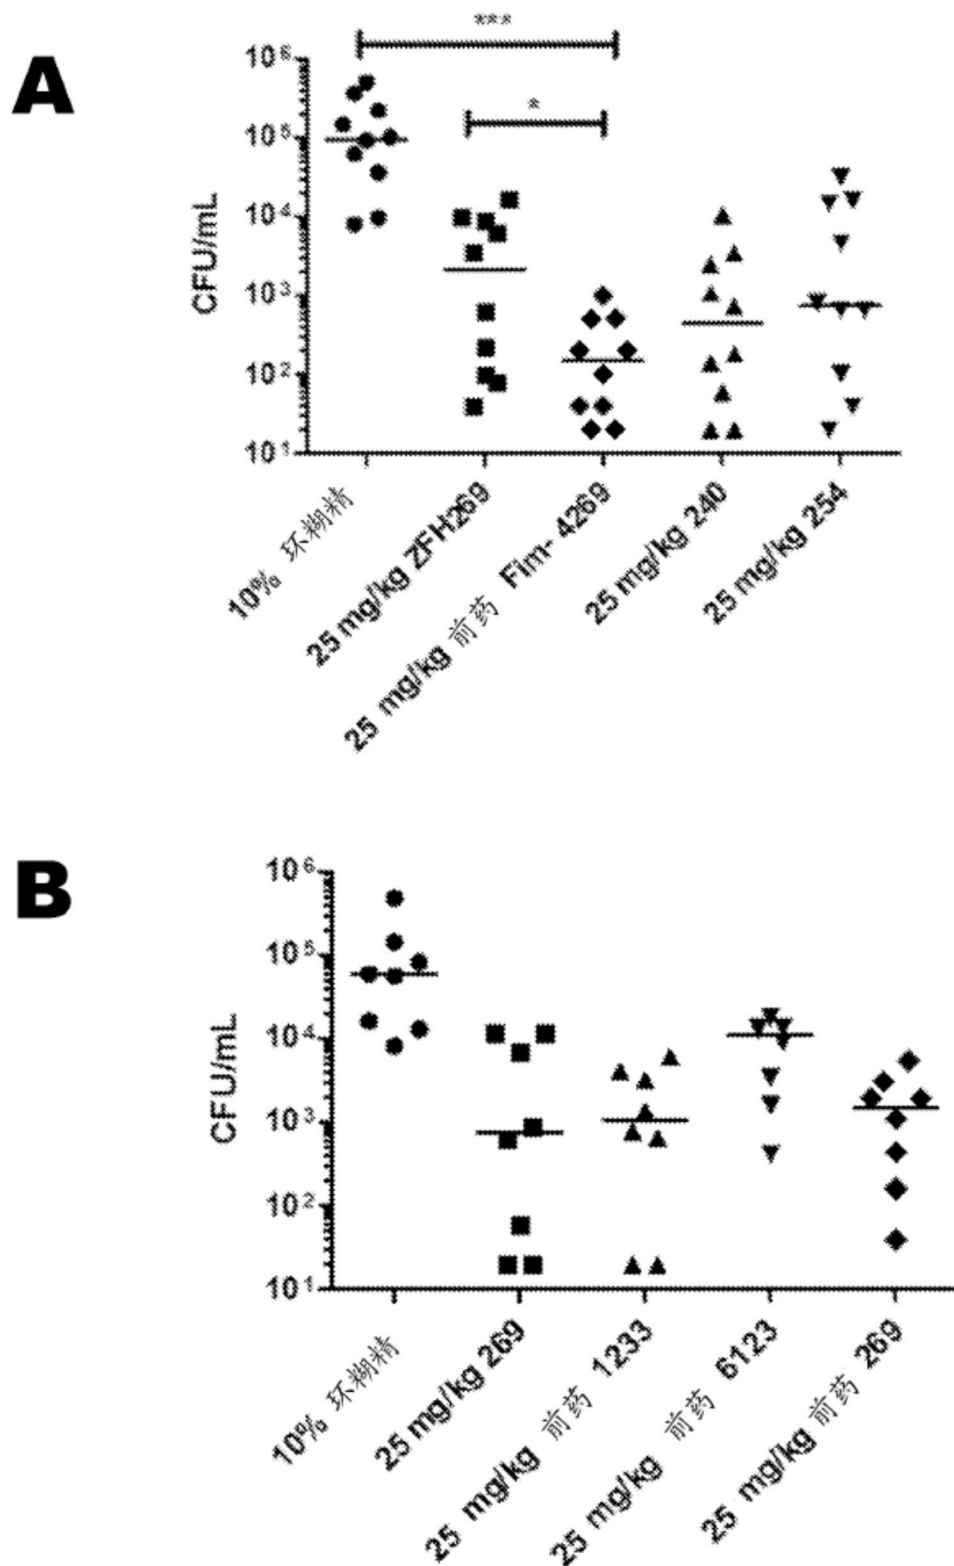 A
***
*
10⁶
10⁵
10⁴
10³
10²
10¹
CFU/mL
10% 环糊精
25 mg/kg ZFH269
25 mg/kg 前药 Fim- 4269
25 mg/kg 240
25 mg/kg 254
B
10⁶
10⁵
10⁴
10³
10²
10¹
CFU/mL
10% 环糊精
25 mg/kg 269
25 mg/kg 前药 1233
25 mg/kg 前药 6123
25 mg/kg 前药 269